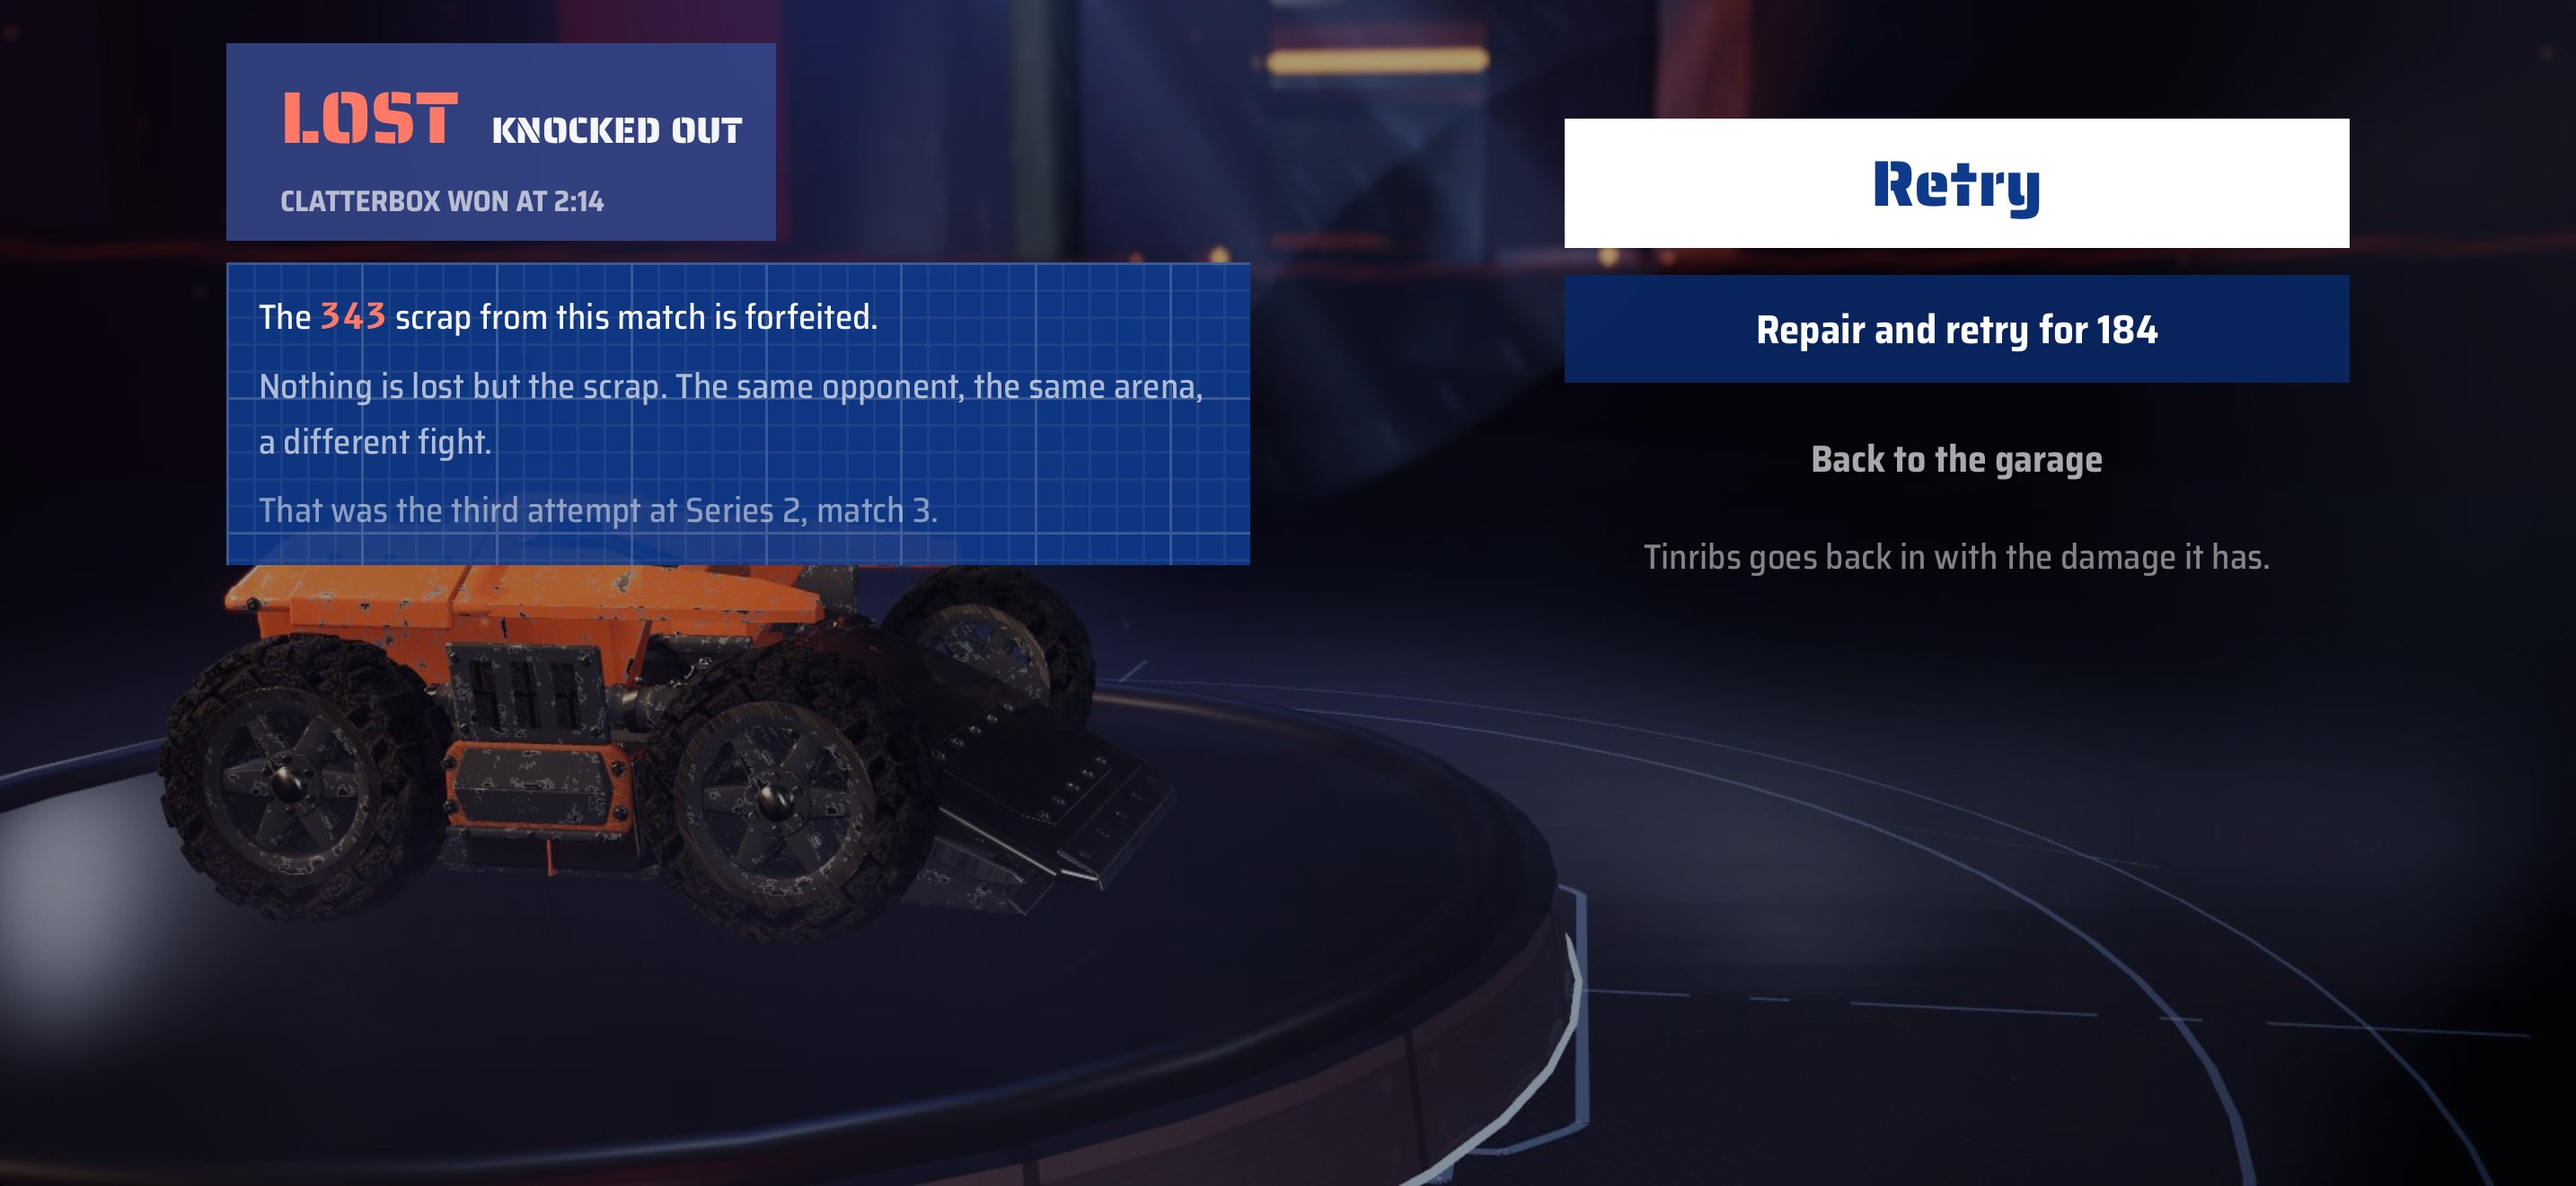 LOST KNOCKED OUT
CLATTERBOX WON AT 2:14
The 343 scrap from this match is forfeited.
Nothing is lost but the scrap. The same opponent, the same arena,
a different fight.
That was the third attempt at Series 2, match 3.
Retry
Repair and retry for 184
Back to the garage
Tinribs goes back in with the damage it has.